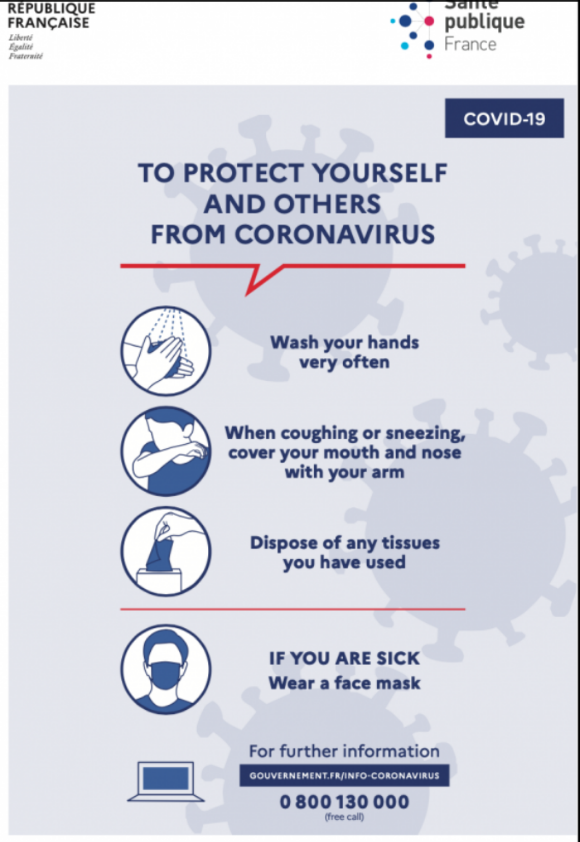 RÉPUBLIQUE
FRANÇAISE
Liberté
Égalité
Fraternité
Santé
publique
France
COVID-19
TO PROTECT YOURSELF
AND OTHERS
FROM CORONAVIRUS
Wash your hands
very often
When coughing or sneezing,
cover your mouth and nose
with your arm
Dispose of any tissues
you have used
IF YOU ARE SICK
Wear a face mask
For further information
GOUVERNEMENT.FR/INFO-CORONAVIRUS
0 800 130 000
(free call)